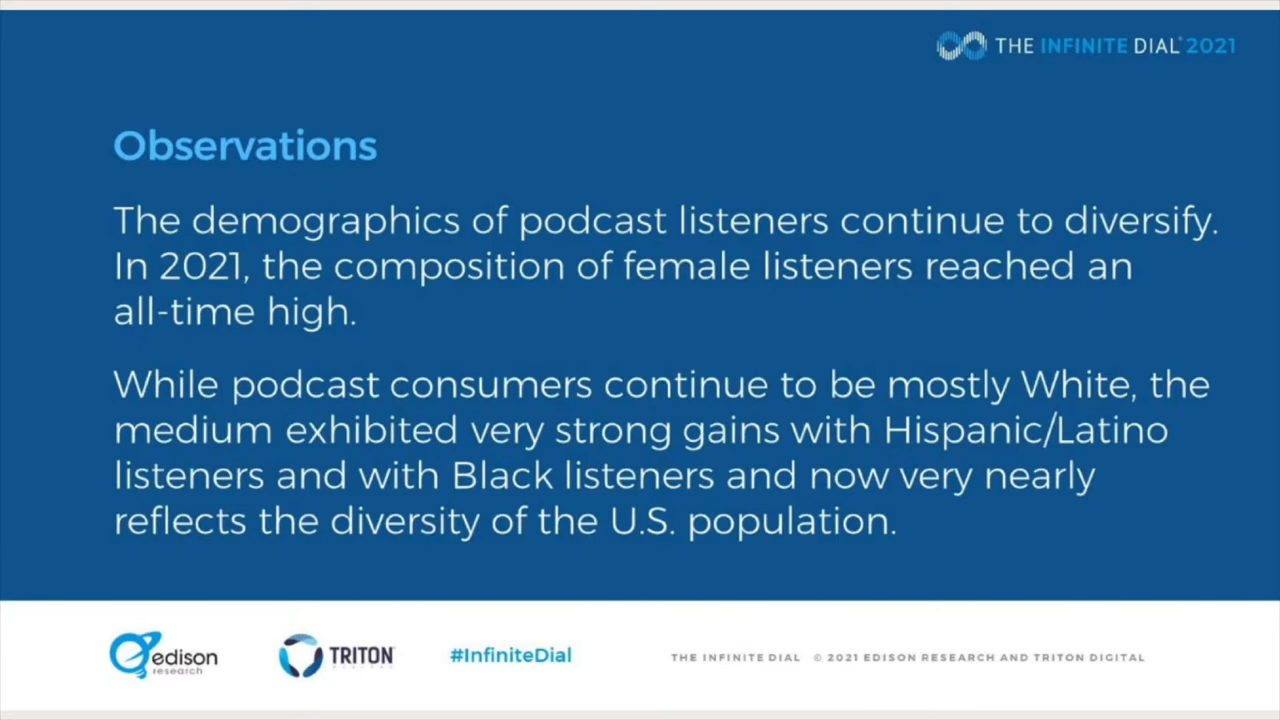 THE INFINITE DIAL® 2021
Observations
The demographics of podcast listeners continue to diversify.
In 2021, the composition of female listeners reached an
all-time high.
While podcast consumers continue to be mostly White, the
medium exhibited very strong gains with Hispanic/Latino
listeners and with Black listeners and now very nearly
reflects the diversity of the U.S. population.
edison
research
TRITON
#InfiniteDial
THE INFINITE DIAL © 2021 EDISON RESEARCH AND TRITON DIGITAL